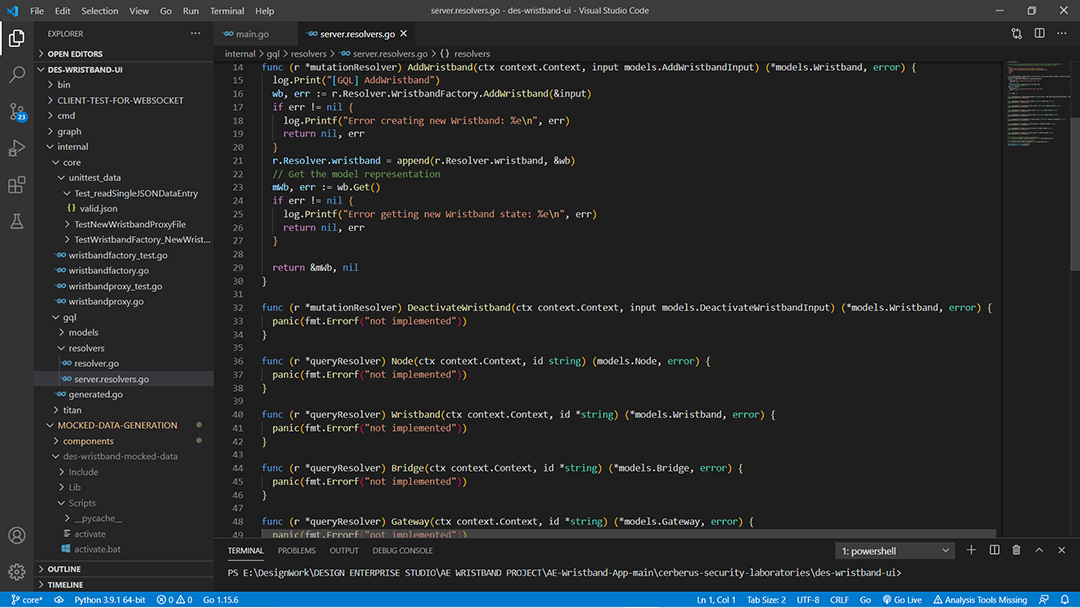 File Edit Selection View Go Run Terminal Help server.resolvers.go - des-wristband-ui - Visual Studio Code
EXPLORER ···
OPEN EDITORS
DES-WRISTBAND-UI
bin
CLIENT-TEST-FOR-WEBSOCKET
cmd
graph
internal
core
unittest_data
Test_readSingleJSONDataEntry
{} valid.json
TestNewWristbandProxyFile
TestWristbandFactory_NewWrist...
wristbandfactory_test.go
wristbandfactory.go
wristbandproxy_test.go
wristbandproxy.go
gql
models
resolvers
resolver.go
server.resolvers.go
generated.go
titan
MOCKED-DATA-GENERATION
components
des-wristband-mocked-data
Include
Lib
Scripts
__pycache__
activate
activate.bat
OUTLINE
TIMELINE
23
main.go server.resolvers.go
internal > gql > resolvers > server.resolvers.go > {} resolvers
14 func (r *mutationResolver) AddWristband(ctx context.Context, input models.AddWristbandInput) (*models.Wristband, error) {
15 log.Print("[GQL] AddWristband")
16 wb, err := r.Resolver.WristbandFactory.AddWristband(&input)
17 if err != nil {
18 log.Printf("Error creating new Wristband: %e\n", err)
19 return nil, err
20 }
21 r.Resolver.wristband = append(r.Resolver.wristband, &wb)
22 // Get the model representation
23 mWb, err := wb.Get()
24 if err != nil {
25 log.Printf("Error getting new Wristband state: %e\n", err)
26 return nil, err
27 }
28
29 return &mWb, nil
30 }
31
32 func (r *mutationResolver) DeactivateWristband(ctx context.Context, input models.DeactivateWristbandInput) (*models.Wristband, error) {
33 panic(fmt.Errorf("not implemented"))
34 }
35
36 func (r *queryResolver) Node(ctx context.Context, id string) (models.Node, error) {
37 panic(fmt.Errorf("not implemented"))
38 }
39
40 func (r *queryResolver) Wristband(ctx context.Context, id *string) (*models.Wristband, error) {
41 panic(fmt.Errorf("not implemented"))
42 }
43
44 func (r *queryResolver) Bridge(ctx context.Context, id *string) (*models.Bridge, error) {
45 panic(fmt.Errorf("not implemented"))
46 }
47
48 func (r *queryResolver) Gateway(ctx context.Context, id *string) (*models.Gateway, error) {
49 panic(fmt.Errorf("not implemented"))
TERMINAL PROBLEMS OUTPUT DEBUG CONSOLE 1: powershell
PS E:\DesignWork\DESIGN ENTERPRISE STUDIO\AE WRISTBAND PROJECT\AE-Wristband-App-main\cerberus-security-laboratories\des-wristband-ui>
core* Python 3.9.1 64-bit 0 0 Go 1.15.6 Ln 1, Col 1 Tab Size: 2 UTF-8 CRLF Go Go Live Analysis Tools Missing